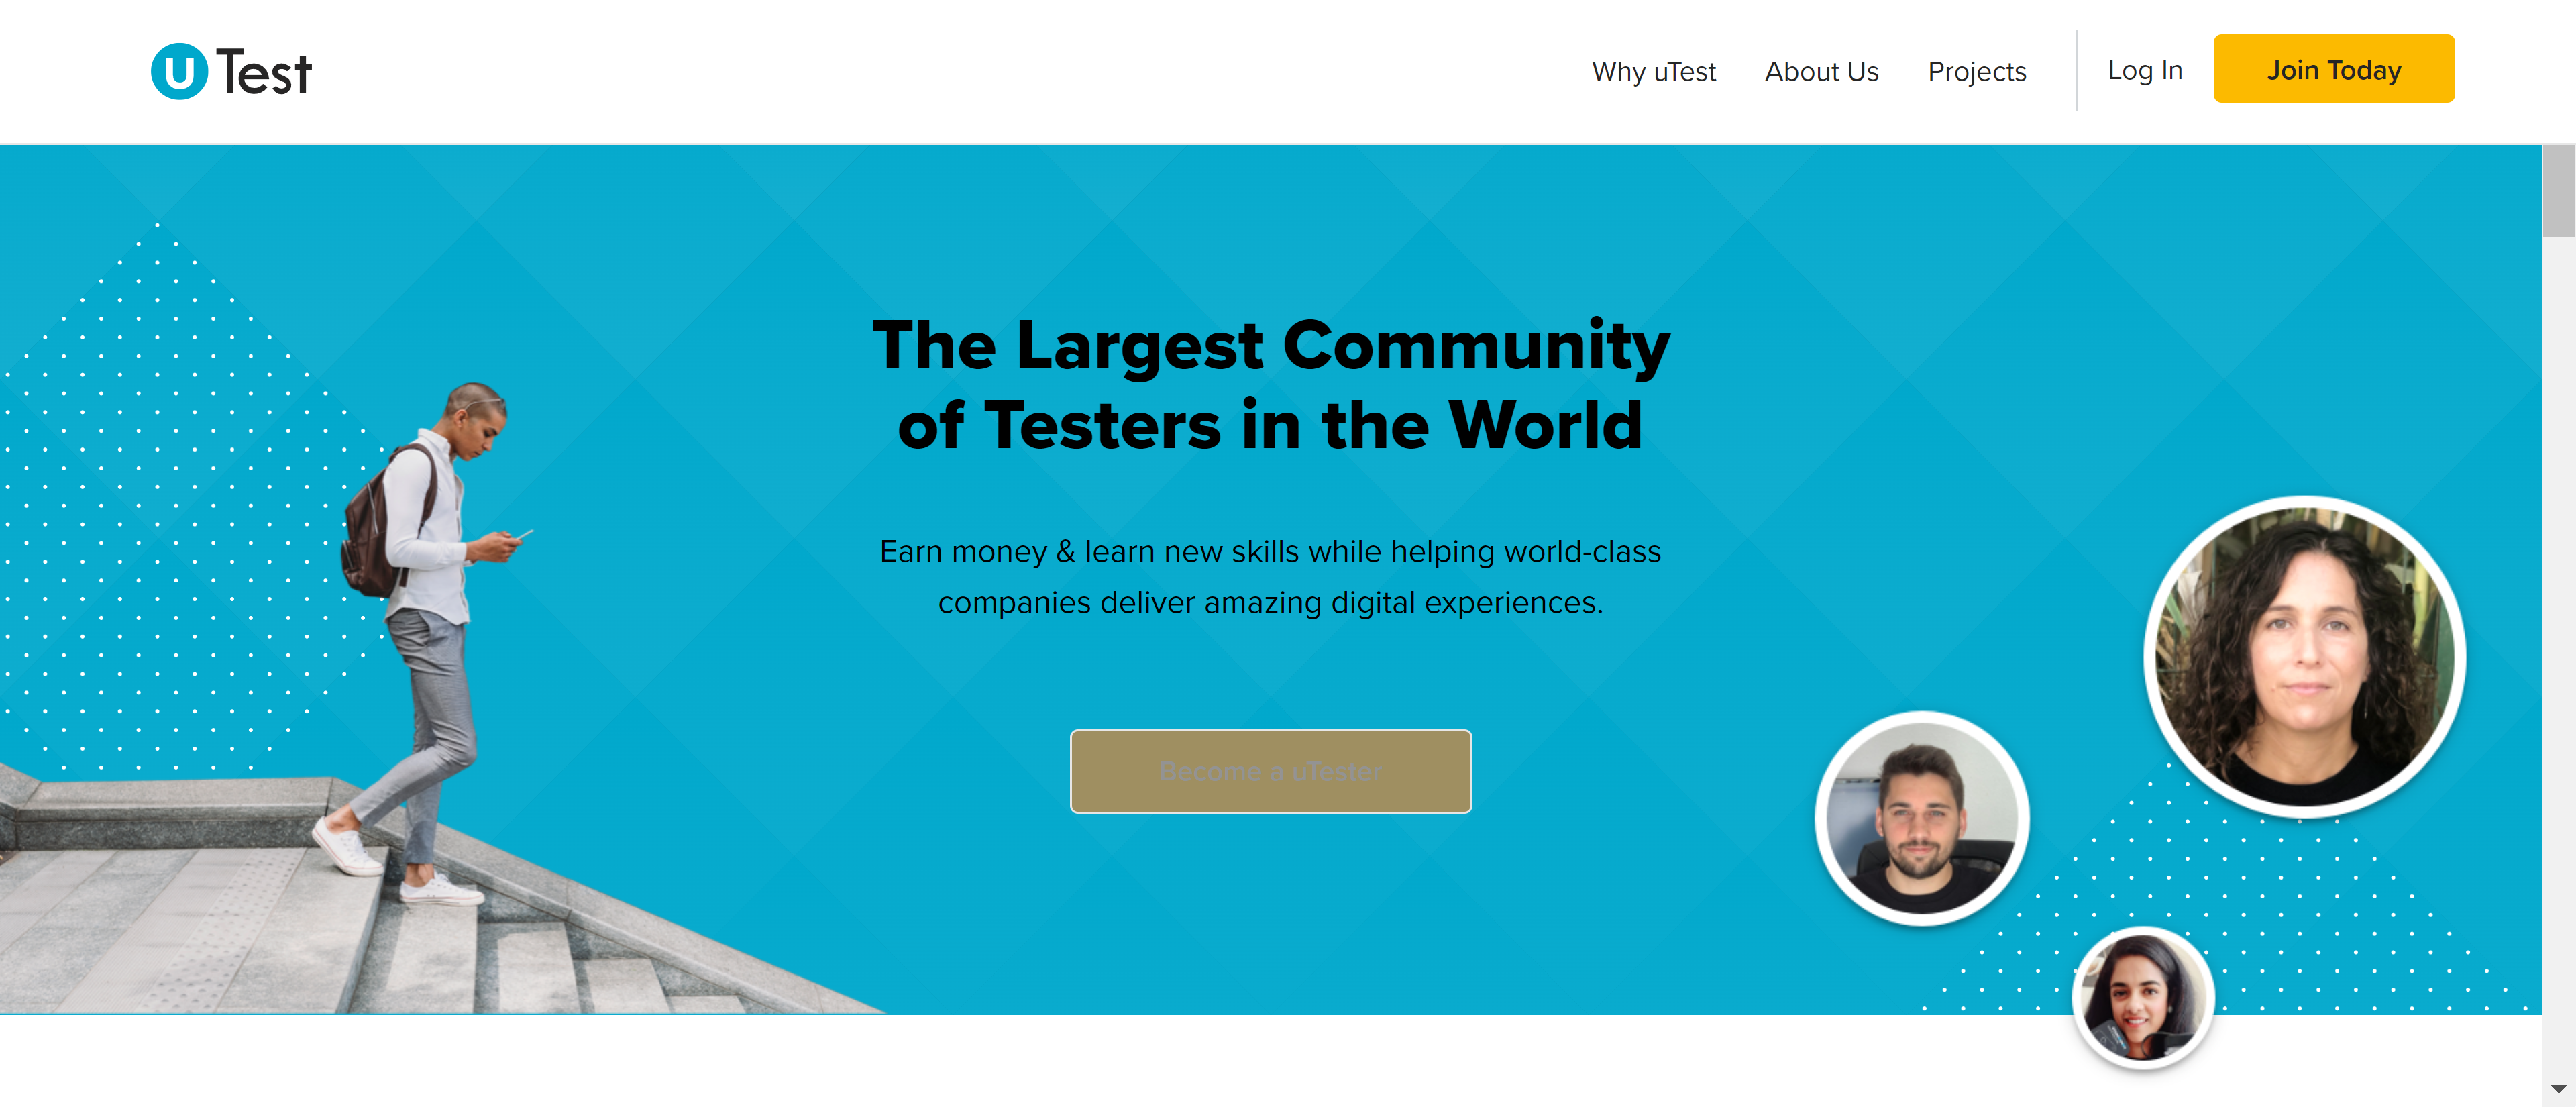 uTest
Why uTest
About Us
Projects
Log In
Join Today
The Largest Community
of Testers in the World
Earn money & learn new skills while helping world-class
companies deliver amazing digital experiences.
Become a uTester